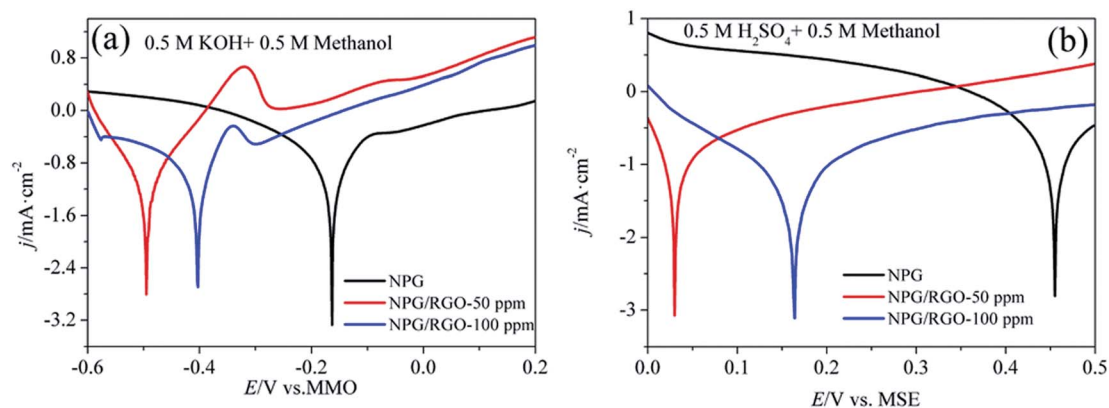 (a)
0.5 M KOH+ 0.5 M Methanol
j/mA·cm-2
0.8
0.0
-0.8
-1.6
-2.4
-3.2
NPG
NPG/RGO-50 ppm
NPG/RGO-100 ppm
-0.6
-0.4
-0.2
0.0
0.2
E/V vs.MMO
(b)
0.5 M H2SO4+ 0.5 M Methanol
j/mA·cm-2
1
0
-1
-2
-3
NPG
NPG/RGO-50 ppm
NPG/RGO-100 ppm
0.0
0.1
0.2
0.3
0.4
0.5
E/V vs. MSE